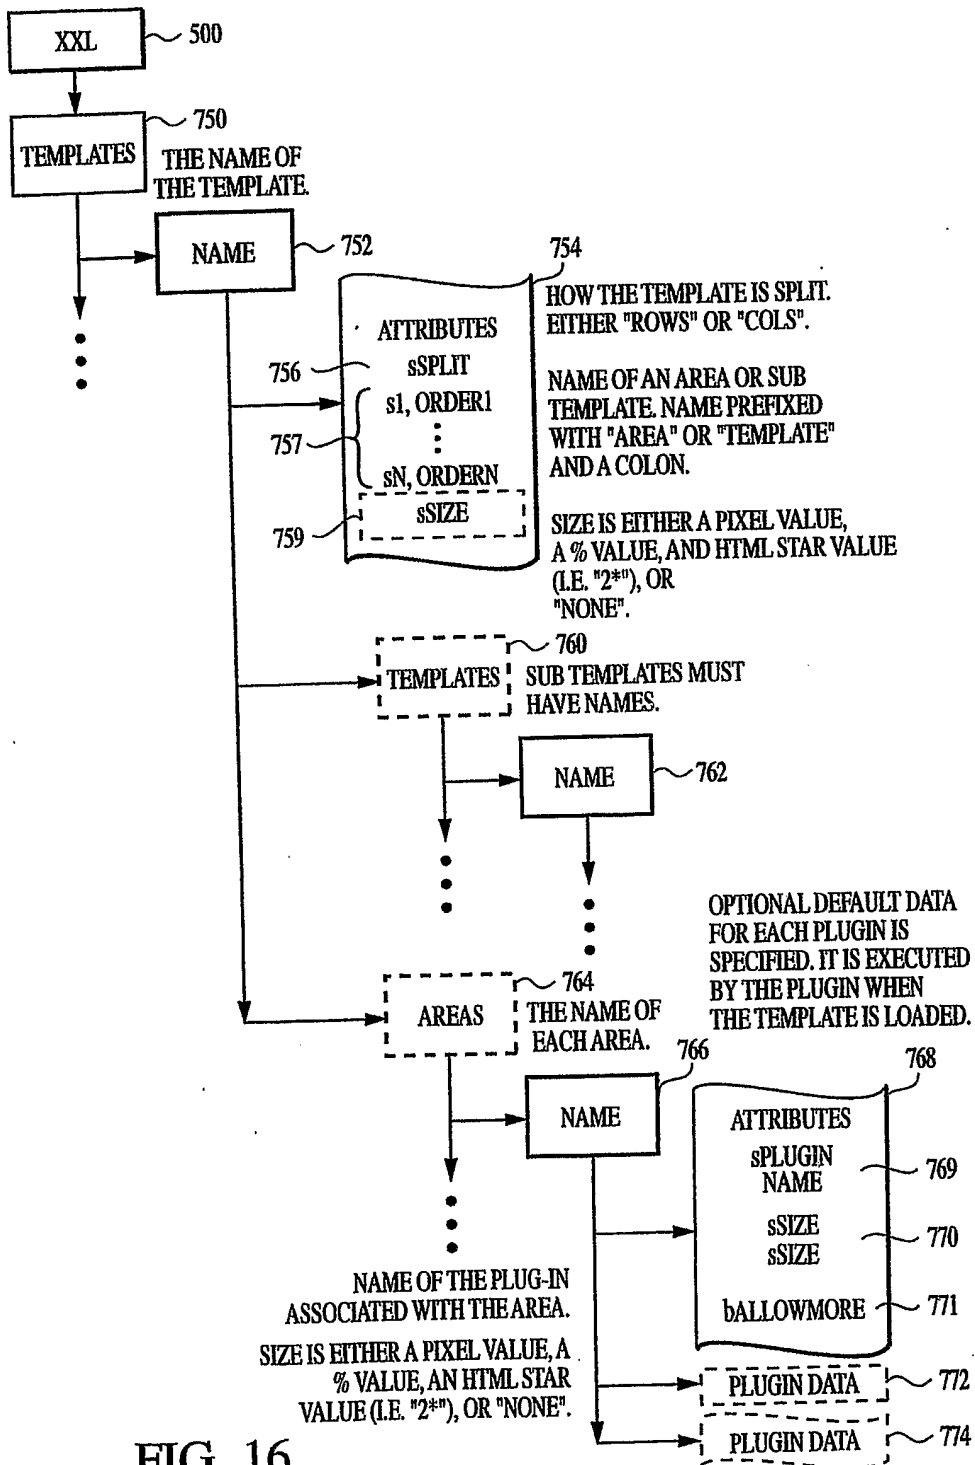 XXL
500
750
TEMPLATES
THE NAME OF
THE TEMPLATE.
NAME
752
754
HOW THE TEMPLATE IS SPLIT.
EITHER "ROWS" OR "COLS".
ATTRIBUTES
756
sSPLIT
s1, ORDER1
757
sN, ORDERN
NAME OF AN AREA OR SUB
TEMPLATE. NAME PREFIXED
WITH "AREA" OR "TEMPLATE"
AND A COLON.
sSIZE
759
SIZE IS EITHER A PIXEL VALUE,
A % VALUE, AND HTML STAR VALUE
(I.E. "2*"), OR
"NONE".
760
TEMPLATES
SUB TEMPLATES MUST
HAVE NAMES.
NAME
762
OPTIONAL DEFAULT DATA
FOR EACH PLUGIN IS
SPECIFIED. IT IS EXECUTED
BY THE PLUGIN WHEN
THE TEMPLATE IS LOADED.
764
AREAS
THE NAME OF
EACH AREA.
766
NAME
768
ATTRIBUTES
sPLUGIN
NAME
769
sSIZE
sSIZE
770
bALLOWMORE
771
NAME OF THE PLUG-IN
ASSOCIATED WITH THE AREA.
SIZE IS EITHER A PIXEL VALUE, A
% VALUE, AN HTML STAR
VALUE (I.E. "2*"), OR "NONE".
PLUGIN DATA
772
PLUGIN DATA
774
FIG. 16